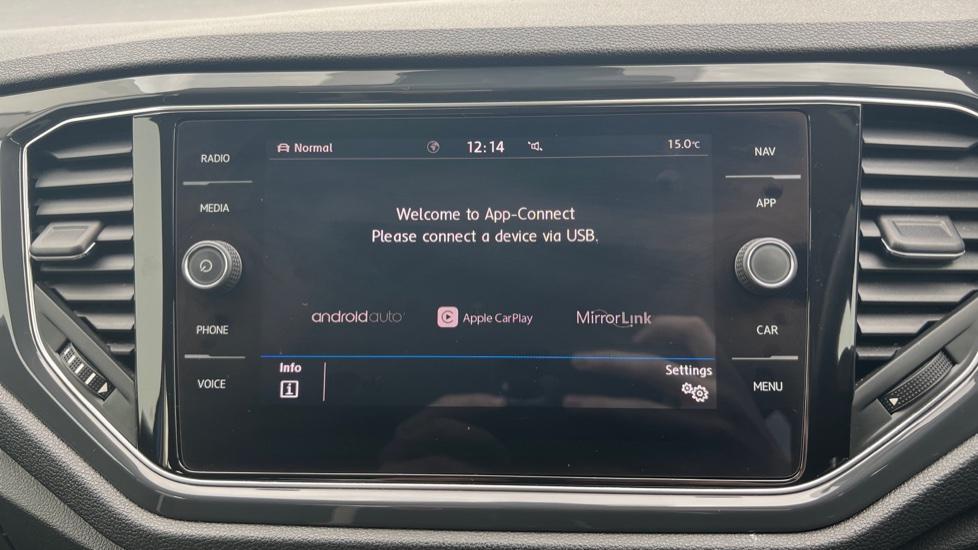 RADIO
MEDIA
PHONE
VOICE
Normal
12:14
15.0°C
Welcome to App-Connect
Please connect a device via USB.
androidauto
Apple CarPlay
MirrorLink
Info
Settings
NAV
APP
CAR
MENU